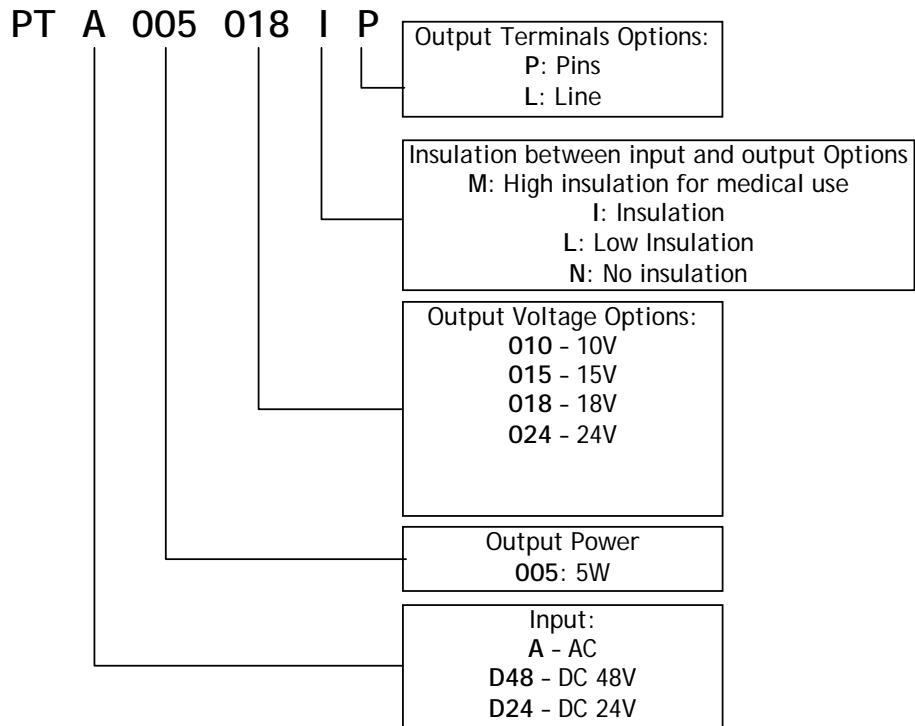 PT A 005 018 I P
Output Terminals Options:
P: Pins
L: Line
Insulation between input and output Options
M: High insulation for medical use
I: Insulation
L: Low Insulation
N: No insulation
Output Voltage Options:
010 – 10V
015 – 15V
018 – 18V
024 – 24V
Output Power
005: 5W
Input:
A – AC
D48 – DC 48V
D24 – DC 24V